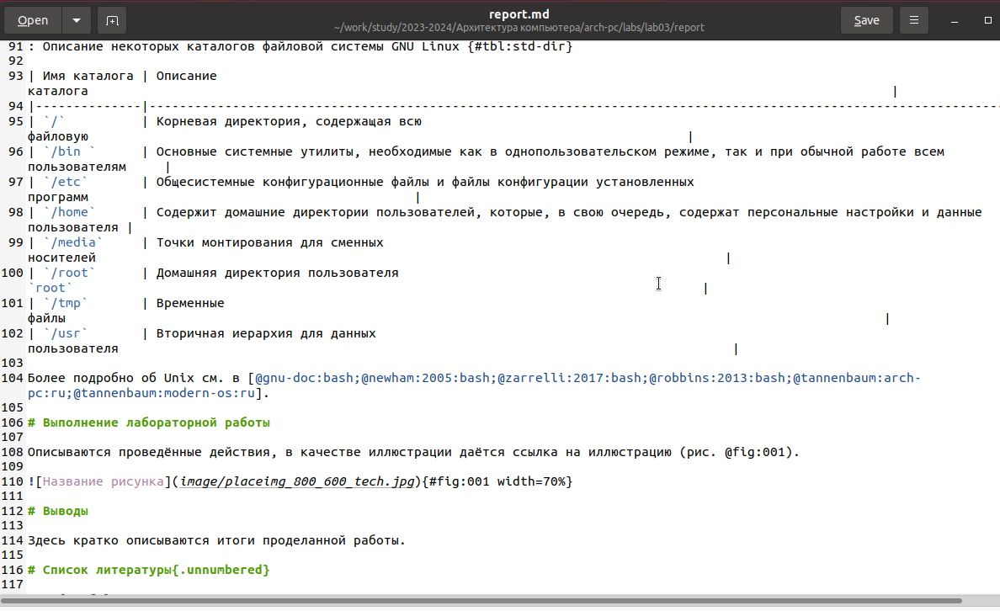 Open
report.md
~/work/study/2023-2024/Архитектура компьютера/arch-pc/labs/lab03/report
Save
91 : Описание некоторых каталогов файловой системы GNU Linux {#tbl:std-dir}
92
93 | Имя каталога | Описание
каталога |
94 |--------------|----------------------------------------------------------------------------------------------------------------
95 | `/` | Корневая директория, содержащая всю
файловую |
96 | `/bin ` | Основные системные утилиты, необходимые как в однопользовательском режиме, так и при обычной работе всем
пользователям |
97 | `/etc` | Общесистемные конфигурационные файлы и файлы конфигурации установленных
программ |
98 | `/home` | Содержит домашние директории пользователей, которые, в свою очередь, содержат персональные настройки и данные
пользователя |
99 | `/media` | Точки монтирования для сменных
носителей |
100 | `/root` | Домашняя директория пользователя
`root` |
101 | `/tmp` | Временные
файлы |
102 | `/usr` | Вторичная иерархия для данных
пользователя |
103
104 Более подробно об Unix см. в [@gnu-doc:bash;@newham:2005:bash;@zarrelli:2017:bash;@robbins:2013:bash;@tannenbaum:arch-
pc:ru;@tannenbaum:modern-os:ru].
105
106 # Выполнение лабораторной работы
107
108 Описываются проведённые действия, в качестве иллюстрации даётся ссылка на иллюстрацию (рис. @fig:001).
109
110 ![Название рисунка](image/placeimg_800_600_tech.jpg){#fig:001 width=70%}
111
112 # Выводы
113
114 Здесь кратко описываются итоги проделанной работы.
115
116 # Список литературы{.unnumbered}
117